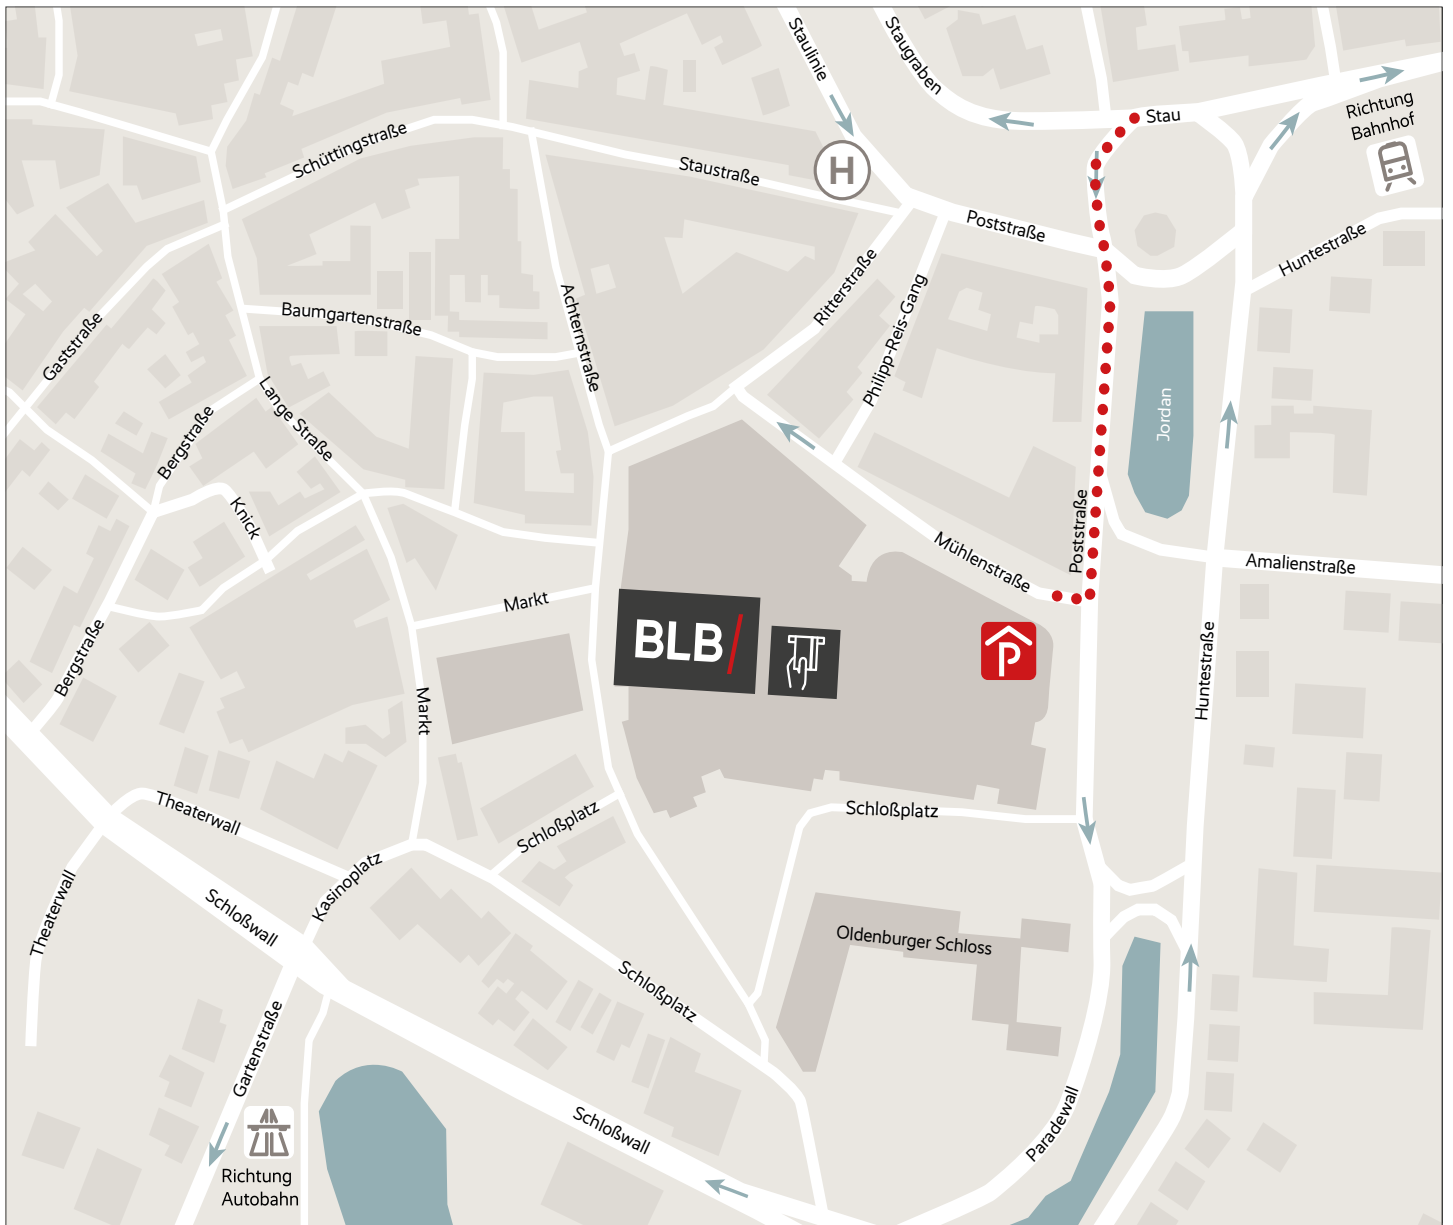 Staulinie
Staugraben
Stau
Richtung
Bahnhof
Schüttingstraße
Staustraße
H
Poststraße
Huntestraße
Gaststraße
Baumgartenstraße
Achternstraße
Ritterstraße
Philipp-Reis-Gang
Jordan
Bergstraße
Lange Straße
Knick
Poststraße
Mühlenstraße
Amalienstraße
Markt
BLB/
P
Bergstraße
Markt
Huntestraße
Theaterwall
Schloßplatz
Schloßplatz
Kasinoplatz
Theaterwall
Schloßwall
Oldenburger Schloss
Schloßplatz
Gartenstraße
Schloßwall
Paradewall
Richtung
Autobahn